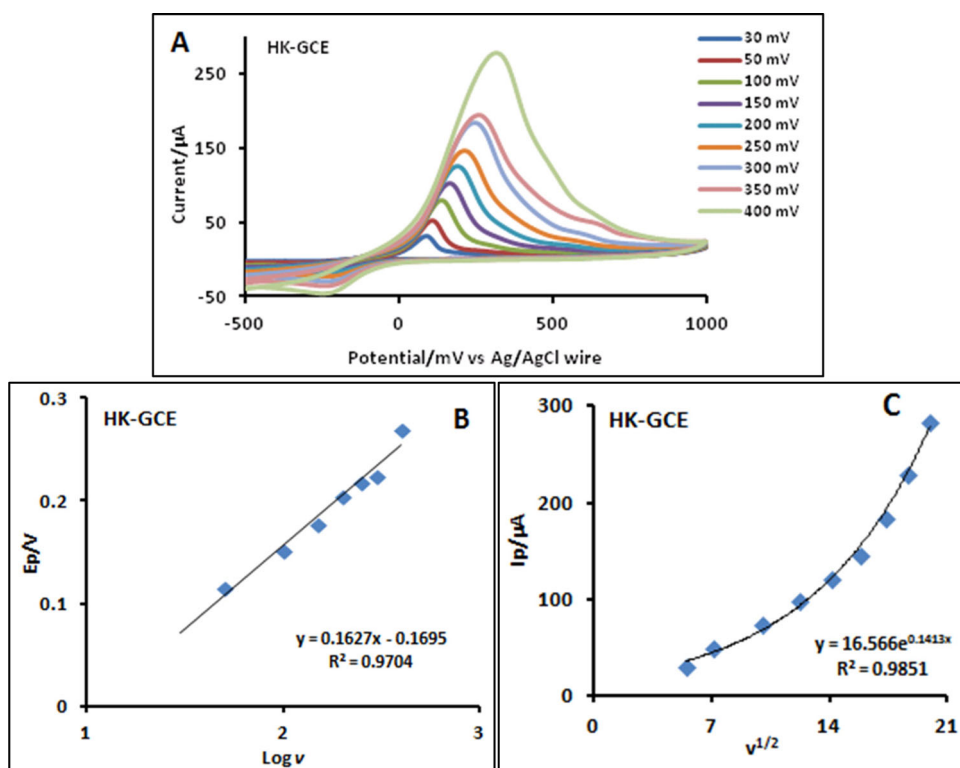 A
HK-GCE
30 mV
50 mV
100 mV
150 mV
200 mV
250 mV
300 mV
350 mV
400 mV
Current/µA
250
150
50
-50
-500
0
500
1000
Potential/mV vs Ag/AgCl wire
HK-GCE
B
Ep/V
0.3
0.2
0.1
0
y = 0.1627x - 0.1695
R² = 0.9704
1
2
3
Log v
HK-GCE
C
Ip/µA
300
200
100
0
y = 16.566e^0.1413x
R² = 0.9851
0
7
14
21
v^1/2